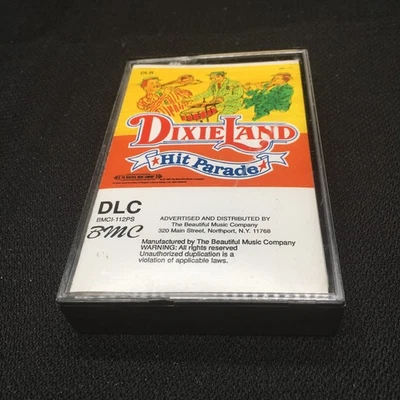 DIXIELAND
Hit Parade
DLC
BMCI-112PS
BMC
ADVERTISED AND DISTRIBUTED BY
The Beautiful Music Company
320 Main Street, Northport, N.Y. 11768
Manufactured by The Beautiful Music Company
WARNING: All rights reserved
Unauthorized duplication is a
violation of applicable laws.